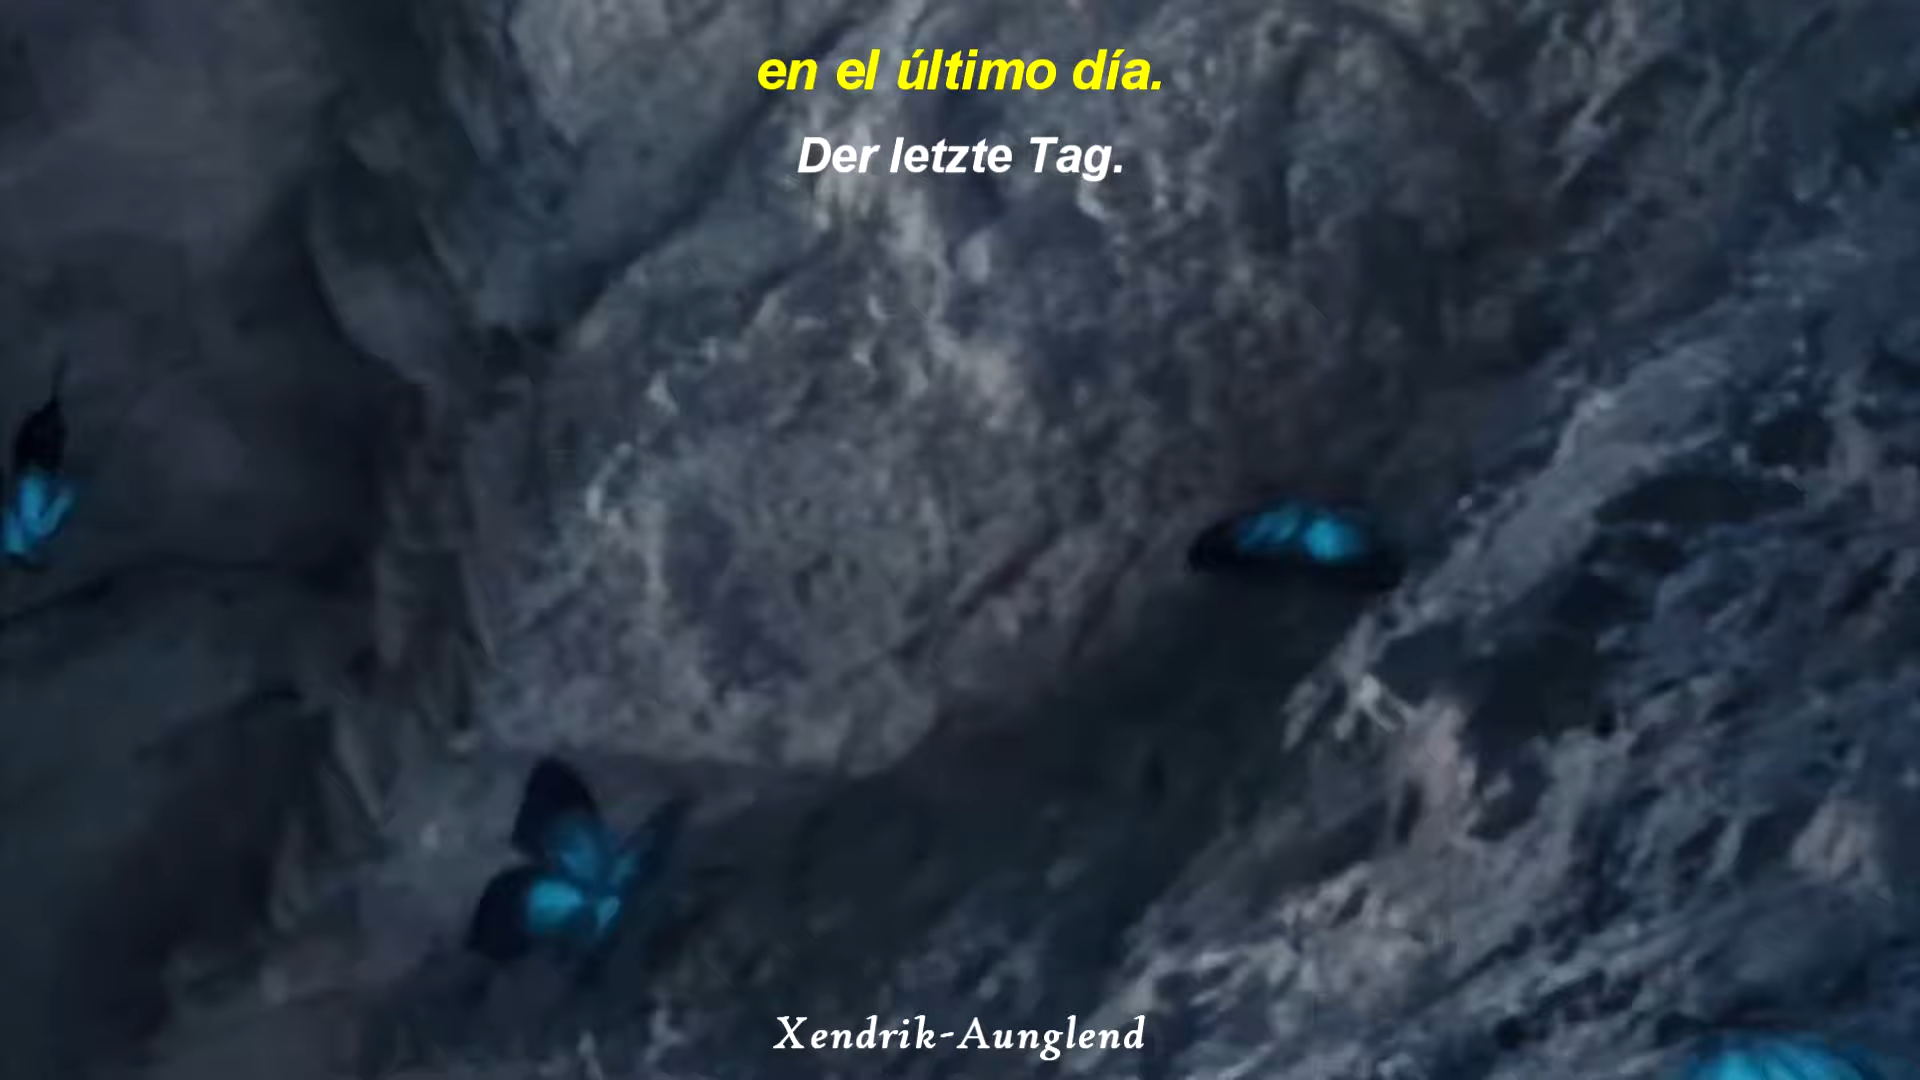 en el último día.
Der letzte Tag.
Xendrik-Aunglend